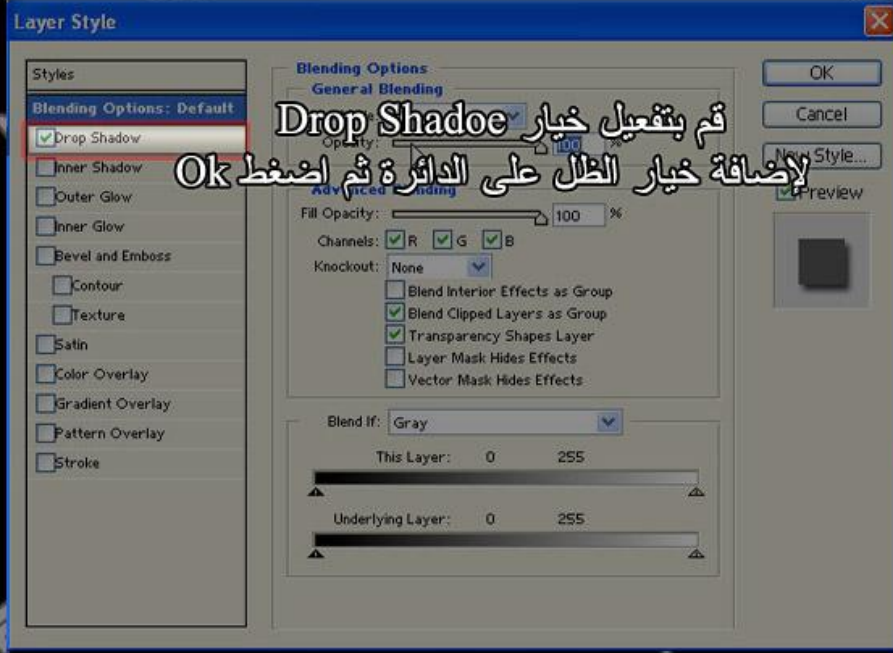 Layer Style
Styles
Blending Options: Default
Drop Shadow
Inner Shadow
Outer Glow
Inner Glow
Bevel and Emboss
Contour
Texture
Satin
Color Overlay
Gradient Overlay
Pattern Overlay
Stroke
Blending Options
General Blending
قم بتفعيل خيار Drop Shadoe
لإضافة خيار الظل على الدائرة ثم اضغط Ok
Opacity: 100 %
Advanced Blending
Fill Opacity: 100 %
Channels: R G B
Knockout: None
Blend Interior Effects as Group
Blend Clipped Layers as Group
Transparency Shapes Layer
Layer Mask Hides Effects
Vector Mask Hides Effects
Blend If: Gray
This Layer: 0 255
Underlying Layer: 0 255
OK
Cancel
New Style...
Preview